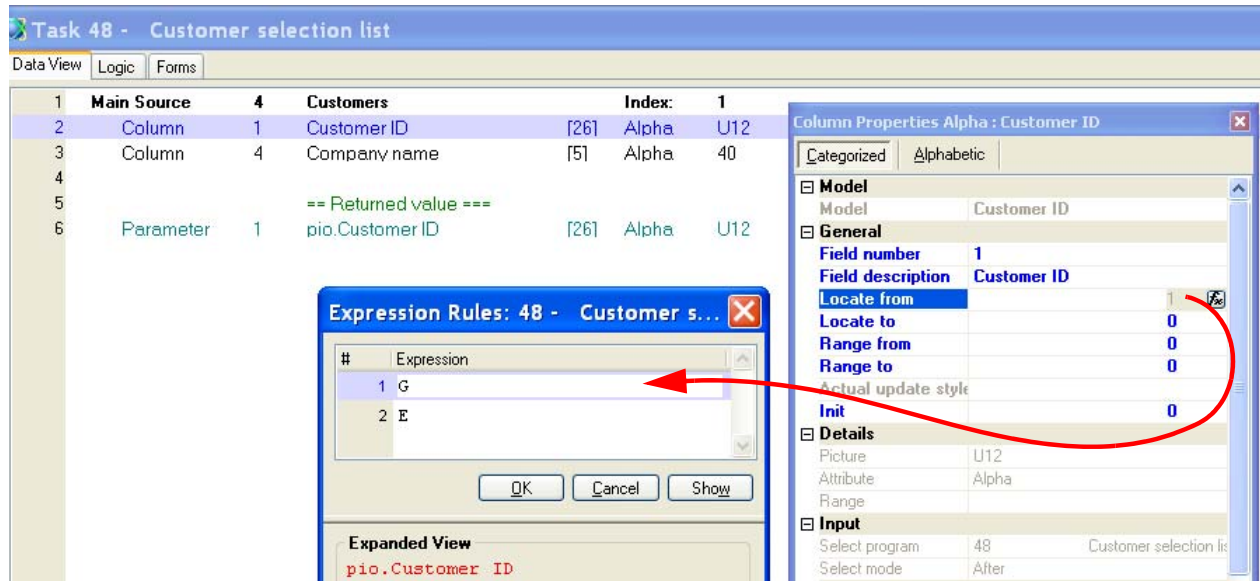 Task 48 - Customer selection list
Data View Logic Forms
1 Main Source 4 Customers Index: 1
2 Column 1 Customer ID [26] Alpha U12
3 Column 4 Company name [5] Alpha 40
4
5 == Returned value ===
6 Parameter 1 pio.Customer ID [26] Alpha U12
Expression Rules: 48 - Customer s...
# Expression
1 G
2 E
OK Cancel Show
Expanded View
pio.Customer ID
Column Properties Alpha : Customer ID
Categorized Alphabetic
Model
Model Customer ID
General
Field number 1
Field description Customer ID
Locate from 1
Locate to 0
Range from 0
Range to 0
Actual update style
Init 0
Details
Picture U12
Attribute Alpha
Range
Input
Select program 48 Customer selection lis
Select mode After